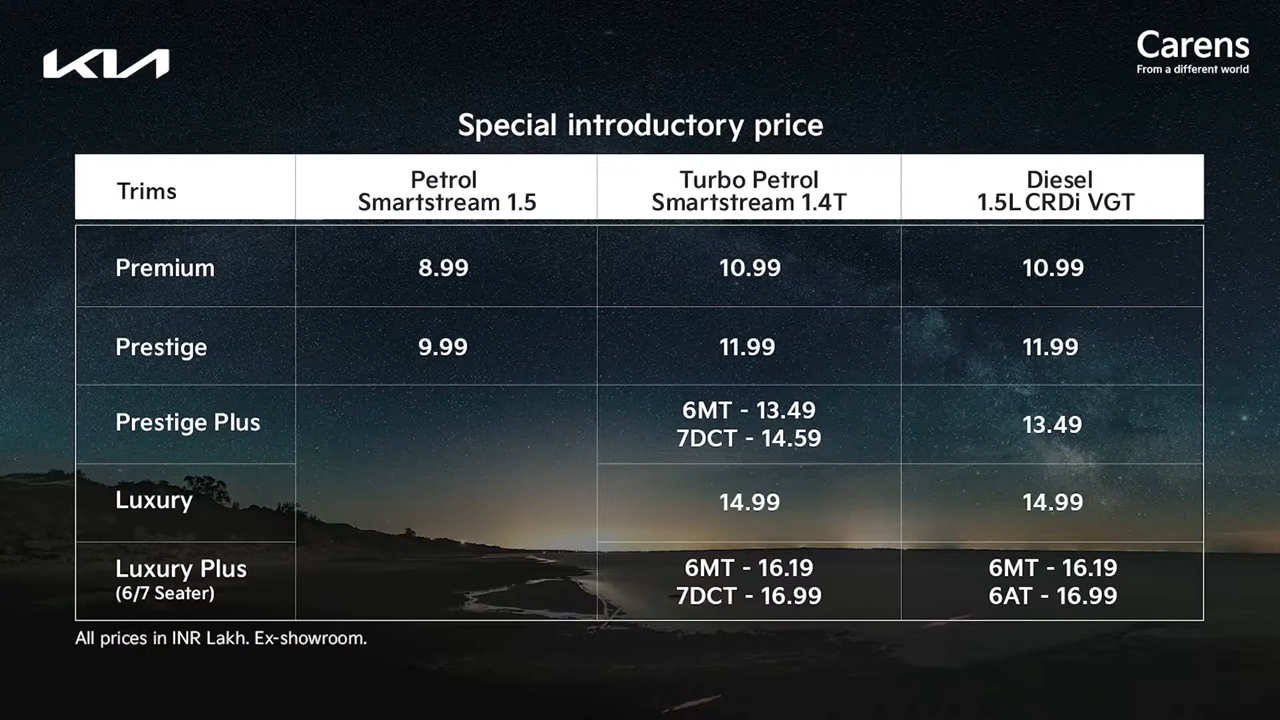 KIA
Carens
From a different world
Special introductory price
Trims
Petrol
Smartstream 1.5
Turbo Petrol
Smartstream 1.4T
Diesel
1.5L CRDi VGT
Premium
8.99
10.99
10.99
Prestige
9.99
11.99
11.99
Prestige Plus
6MT - 13.49
7DCT - 14.59
13.49
Luxury
14.99
14.99
Luxury Plus
(6/7 Seater)
6MT - 16.19
7DCT - 16.99
6MT - 16.19
6AT - 16.99
All prices in INR Lakh. Ex-showroom.